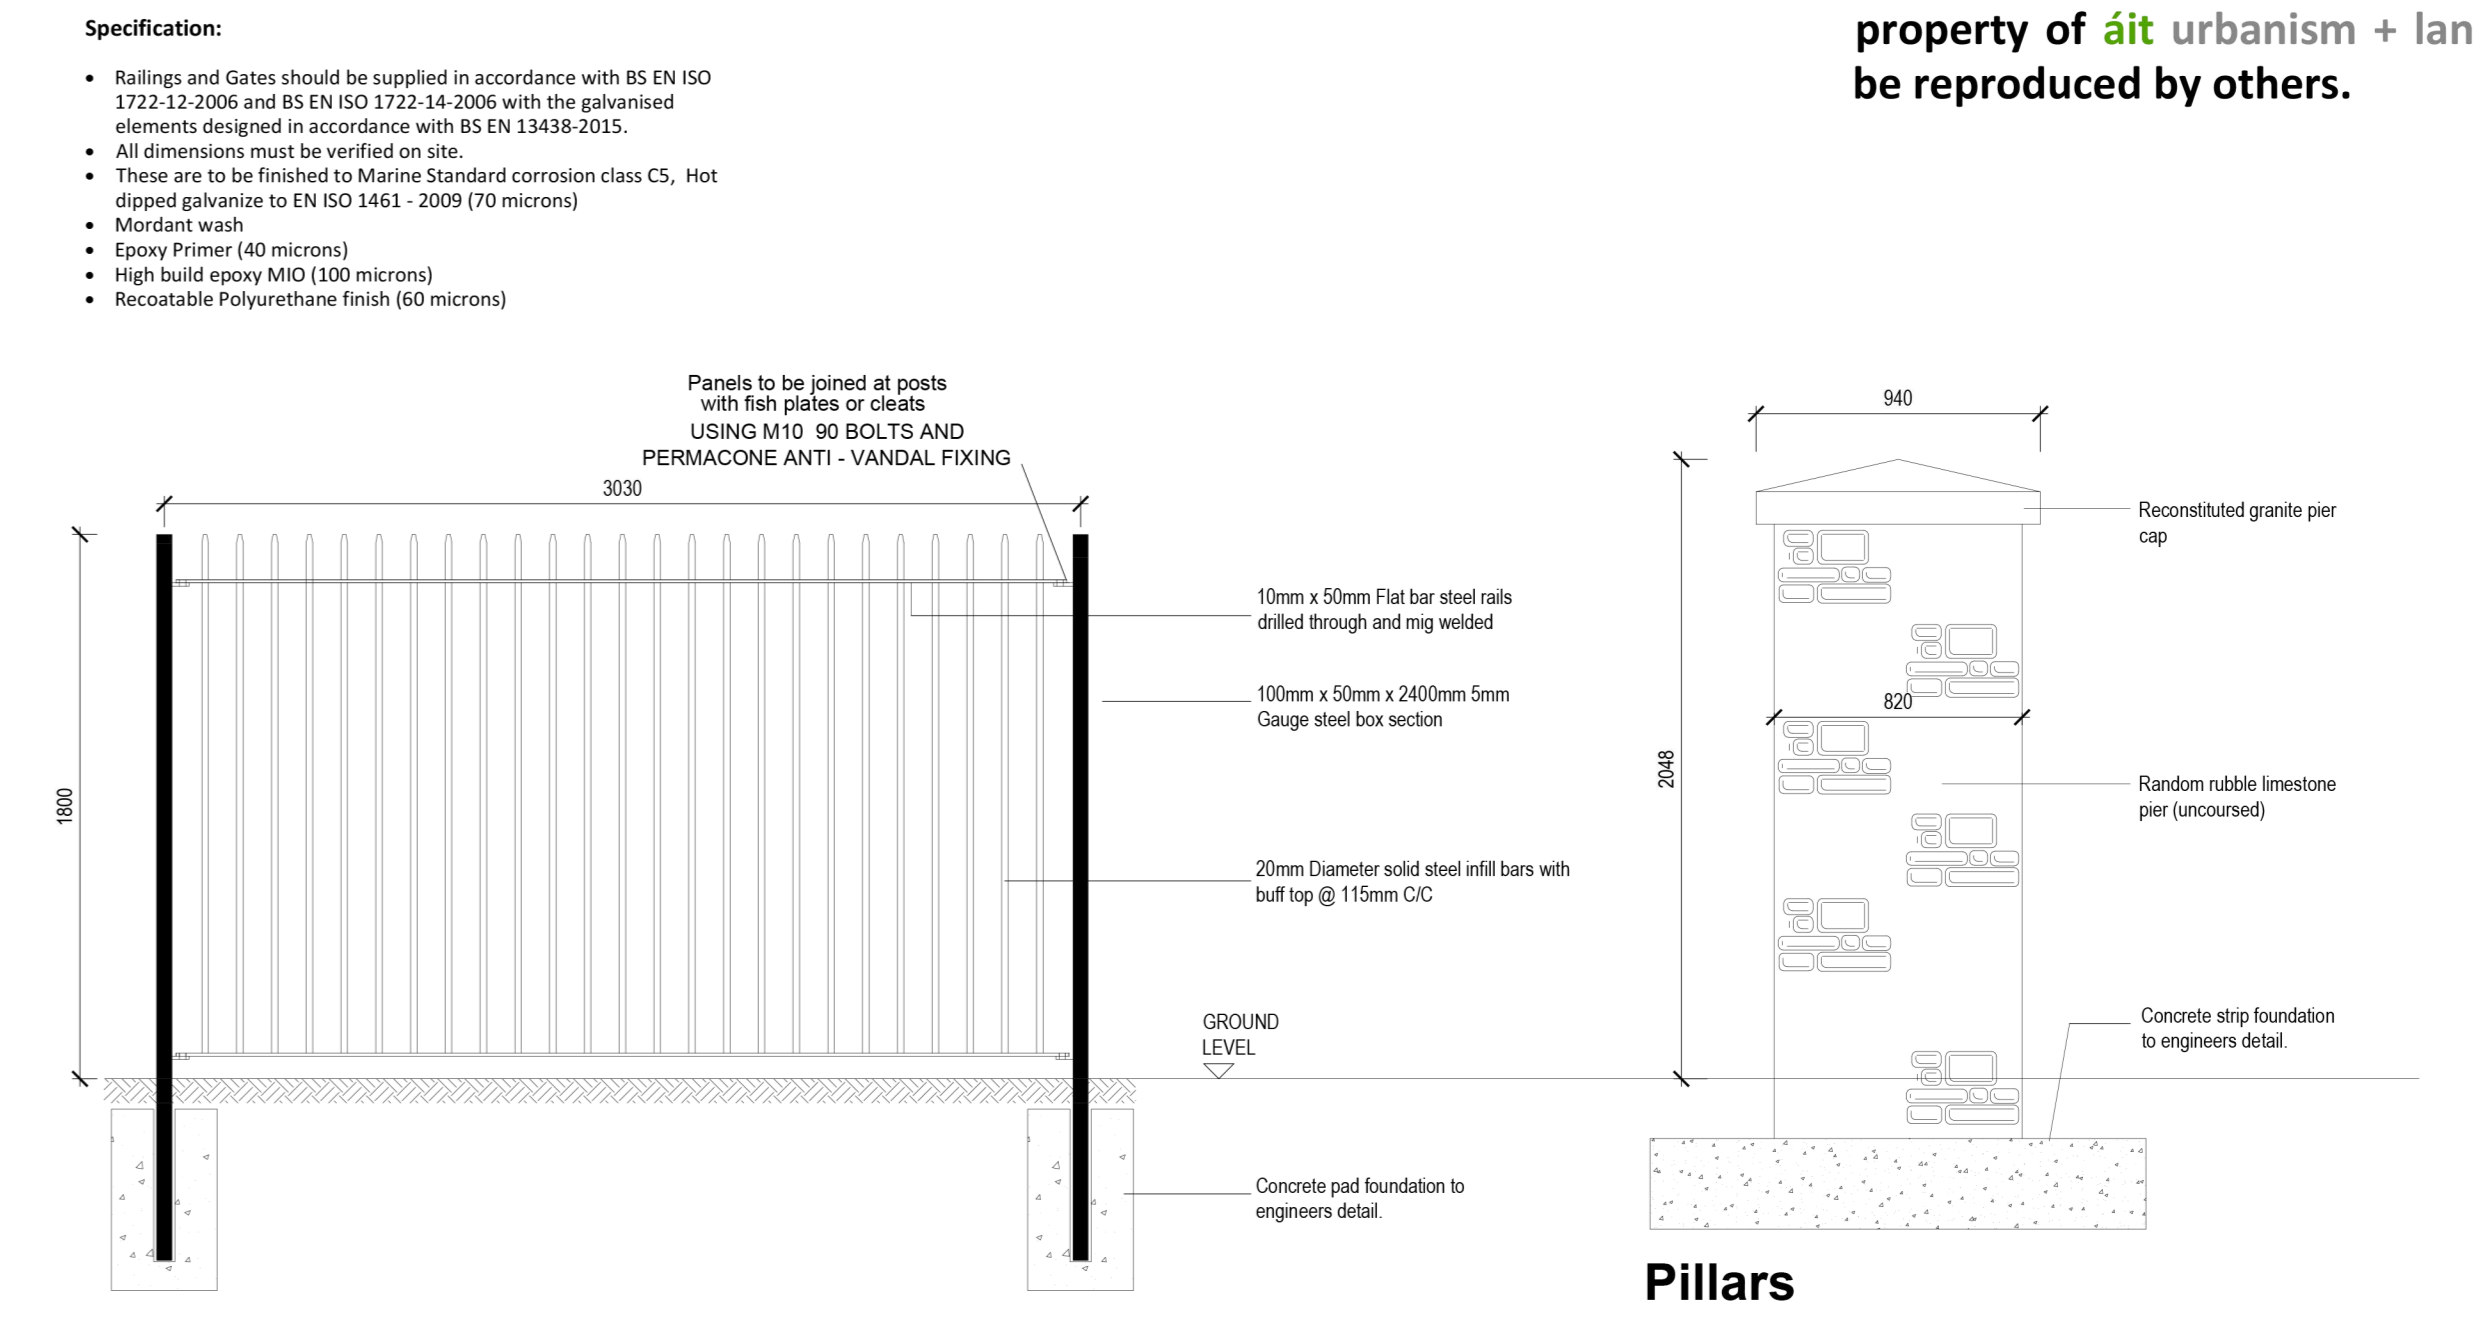 Specification:
• Railings and Gates should be supplied in accordance with BS EN ISO
1722-12-2006 and BS EN ISO 1722-14-2006 with the galvanised
elements designed in accordance with BS EN 13438-2015.
• All dimensions must be verified on site.
• These are to be finished to Marine Standard corrosion class C5, Hot
dipped galvanize to EN ISO 1461 - 2009 (70 microns)
• Mordant wash
• Epoxy Primer (40 microns)
• High build epoxy MIO (100 microns)
• Recoatable Polyurethane finish (60 microns)
property of áit urbanism + lan
be reproduced by others.
Panels to be joined at posts
with fish plates or cleats
USING M10 90 BOLTS AND
PERMACONE ANTI - VANDAL FIXING
3030
1800
10mm x 50mm Flat bar steel rails
drilled through and mig welded
100mm x 50mm x 2400mm 5mm
Gauge steel box section
20mm Diameter solid steel infill bars with
buff top @ 115mm C/C
GROUND
LEVEL
Concrete pad foundation to
engineers detail.
940
2048
820
Reconstituted granite pier
cap
Random rubble limestone
pier (uncoursed)
Concrete strip foundation
to engineers detail.
Pillars